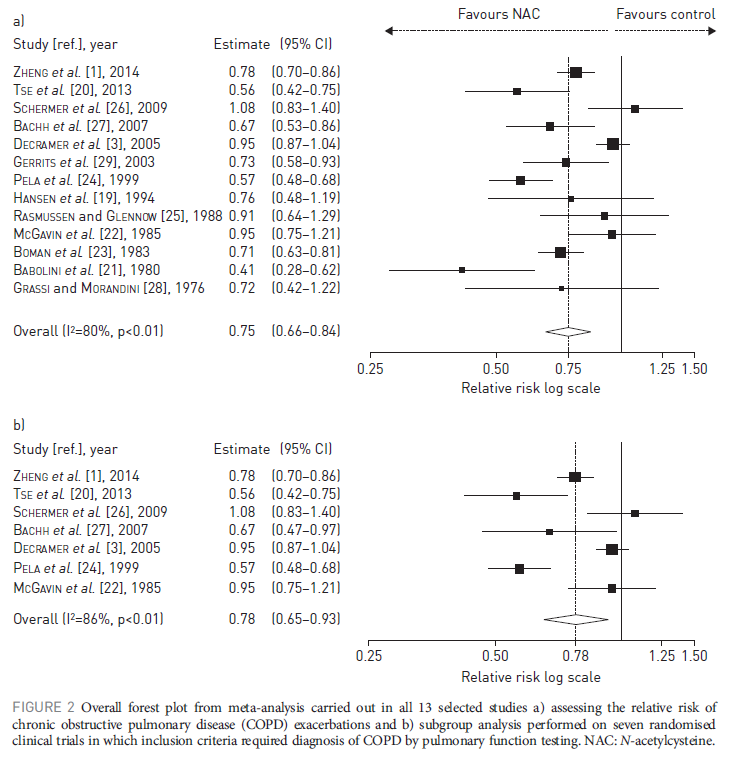 a)
Favours NAC Favours control
Study [ref.], year Estimate (95% CI)
ZHENG et al. [1], 2014 0.78 (0.70–0.86)
TSE et al. [20], 2013 0.56 (0.42–0.75)
SCHERMER et al. [26], 2009 1.08 (0.83–1.40)
BACHH et al. [27], 2007 0.67 (0.53–0.86)
DECRAMER et al. [3], 2005 0.95 (0.87–1.04)
GERRITS et al. [29], 2003 0.73 (0.58–0.93)
PELA et al. [24], 1999 0.57 (0.48–0.68)
HANSEN et al. [19], 1994 0.76 (0.48–1.19)
RASMUSSEN and GLENNOW [25], 1988 0.91 (0.64–1.29)
MCGAVIN et al. [22], 1985 0.95 (0.75–1.21)
BOMAN et al. [23], 1983 0.71 (0.63–0.81)
BABOLINI et al. [21], 1980 0.41 (0.28–0.62)
GRASSI and MORANDINI [28], 1976 0.72 (0.42–1.22)
Overall (I²=80%, p<0.01) 0.75 (0.66–0.84)
0.25 0.50 0.75 1.25 1.50
Relative risk log scale
b)
Study [ref.], year Estimate (95% CI)
ZHENG et al. [1], 2014 0.78 (0.70–0.86)
TSE et al. [20], 2013 0.56 (0.42–0.75)
SCHERMER et al. [26], 2009 1.08 (0.83–1.40)
BACHH et al. [27], 2007 0.67 (0.47–0.97)
DECRAMER et al. [3], 2005 0.95 (0.87–1.04)
PELA et al. [24], 1999 0.57 (0.48–0.68)
MCGAVIN et al. [22], 1985 0.95 (0.75–1.21)
Overall (I²=86%, p<0.01) 0.78 (0.65–0.93)
0.25 0.50 0.78 1.25 1.50
Relative risk log scale
FIGURE 2 Overall forest plot from meta-analysis carried out in all 13 selected studies a) assessing the relative risk of
chronic obstructive pulmonary disease (COPD) exacerbations and b) subgroup analysis performed on seven randomised
clinical trials in which inclusion criteria required diagnosis of COPD by pulmonary function testing. NAC: N-acetylcysteine.